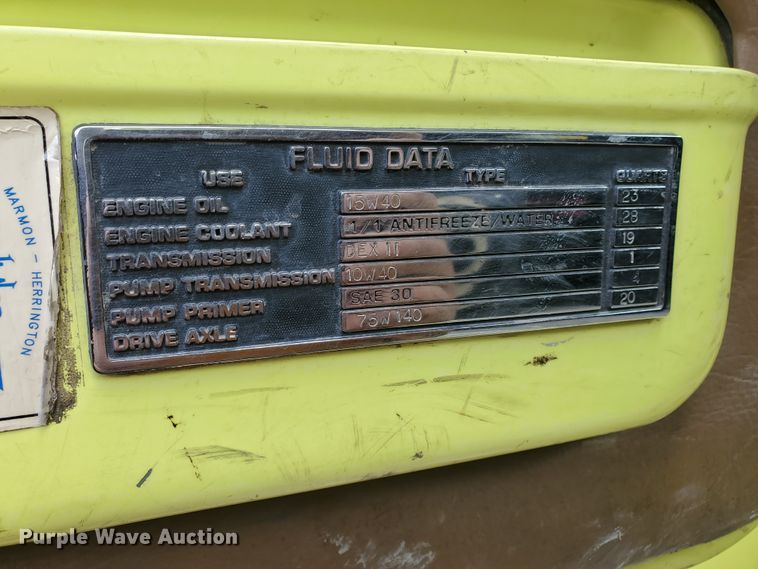 FLUID DATA
USE TYPE QUARTS
ENGINE OIL 15W40 23
ENGINE COOLANT 1/1 ANTIFREEZE/WATER 28
TRANSMISSION DEX II 19
PUMP TRANSMISSION 10W40 1
PUMP PRIMER SAE 30 4
DRIVE AXLE 75W140 20
MARMON - HERRINGTON
Purple Wave Auction